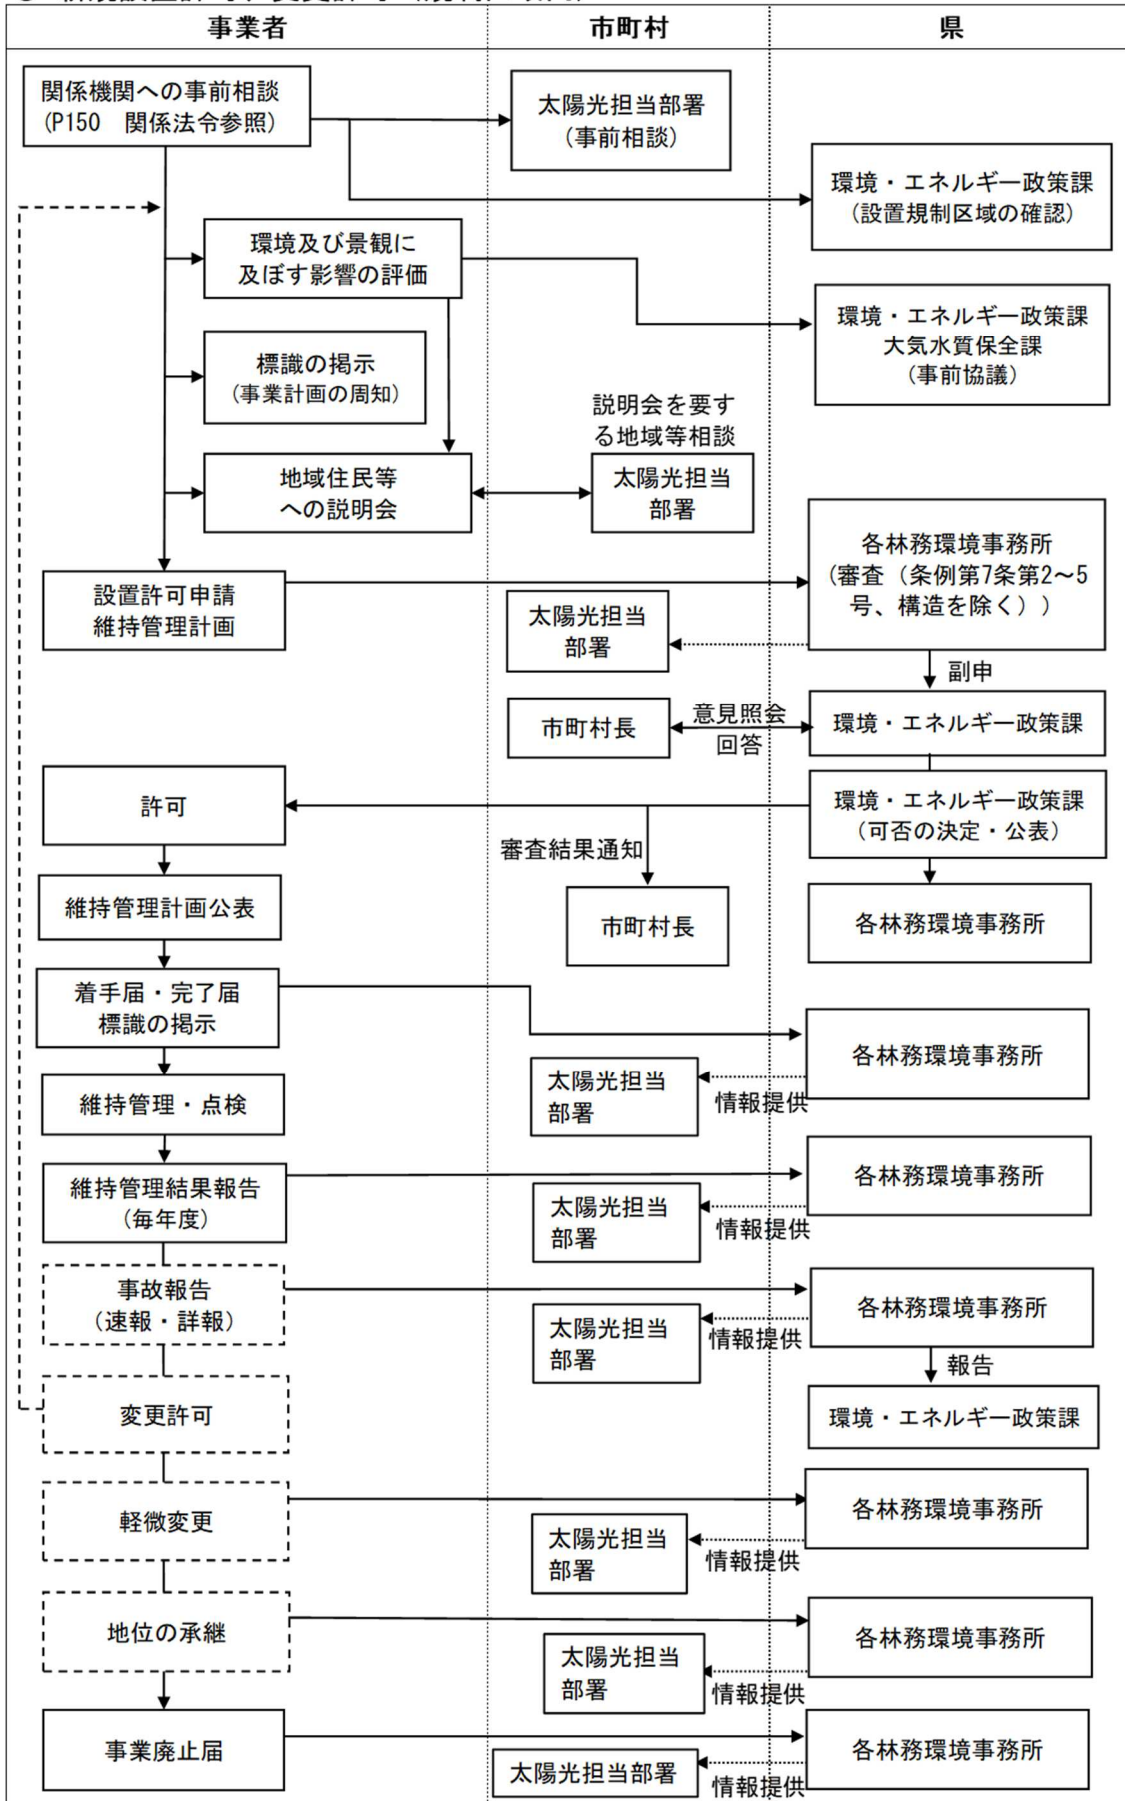 事業者
市町村
県
関係機関への事前相談
（P150　関係法令参照）
太陽光担当部署
（事前相談）
環境・エネルギー政策課
（設置規制区域の確認）
環境及び景観に
及ぼす影響の評価
環境・エネルギー政策課
大気水質保全課
（事前協議）
標識の掲示
（事業計画の周知）
説明会を要す
る地域等相談
地域住民等
への説明会
太陽光担当
部署
各林務環境事務所
（審査（条例第7条第2～5
号、構造を除く））
設置許可申請
維持管理計画
太陽光担当
部署
副申
市町村長
意見照会
回答
環境・エネルギー政策課
許可
環境・エネルギー政策課
（可否の決定・公表）
審査結果通知
維持管理計画公表
市町村長
各林務環境事務所
着手届・完了届
標識の掲示
各林務環境事務所
太陽光担当
部署
情報提供
維持管理・点検
維持管理結果報告
（毎年度）
各林務環境事務所
太陽光担当
部署
情報提供
事故報告
（速報・詳報）
各林務環境事務所
太陽光担当
部署
情報提供
報告
変更許可
環境・エネルギー政策課
軽微変更
各林務環境事務所
太陽光担当
部署
情報提供
地位の承継
各林務環境事務所
太陽光担当
部署
情報提供
事業廃止届
各林務環境事務所
太陽光担当部署
情報提供